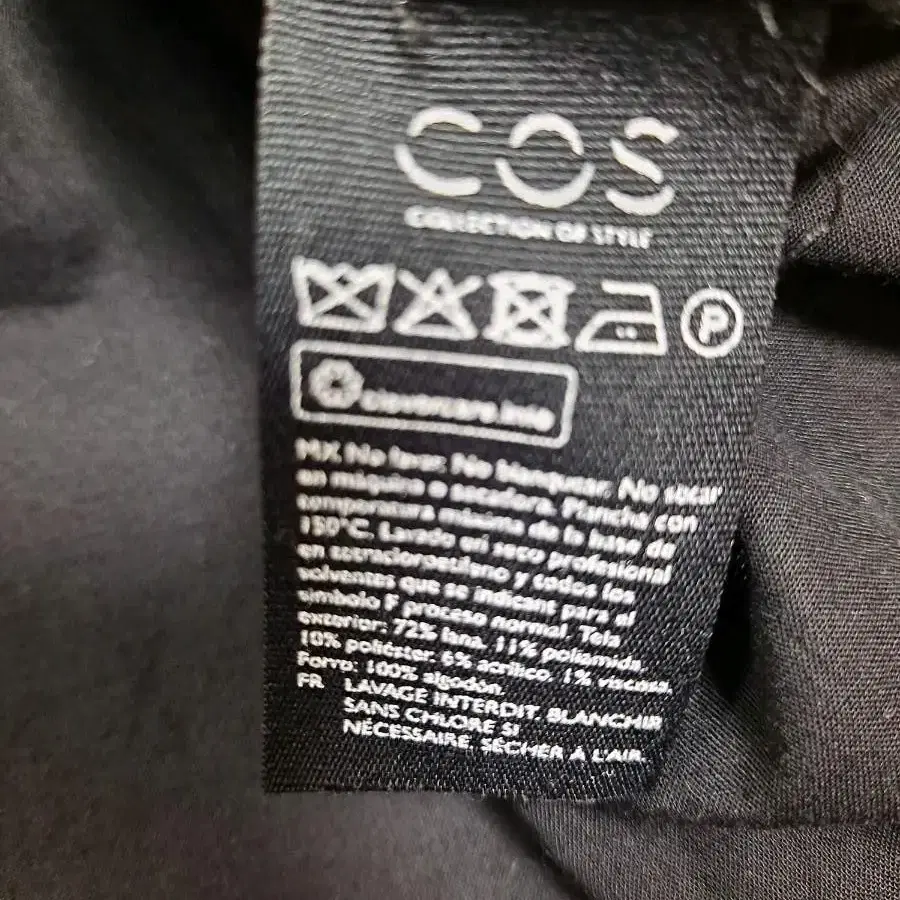 COS
COLLECTION OF STYLE
P
clevercare.info
MX No lavar. No blanquear. No secar
en máquina o secadora. Plancha con
temperatura máxima de la base de
150°C. Lavado en seco profesional
en tetracloroetileno y todos los
solventes que se indican para el
símbolo F proceso normal. Tela
exterior: 72% lana, 11% poliamida,
10% poliéster, 6% acrílico, 1% viscosa.
Forro: 100% algodón.
FR LAVAGE INTERDIT. BLANCHIR
SANS CHLORE SI
NÉCESSAIRE. SÉCHER À L'AIR.